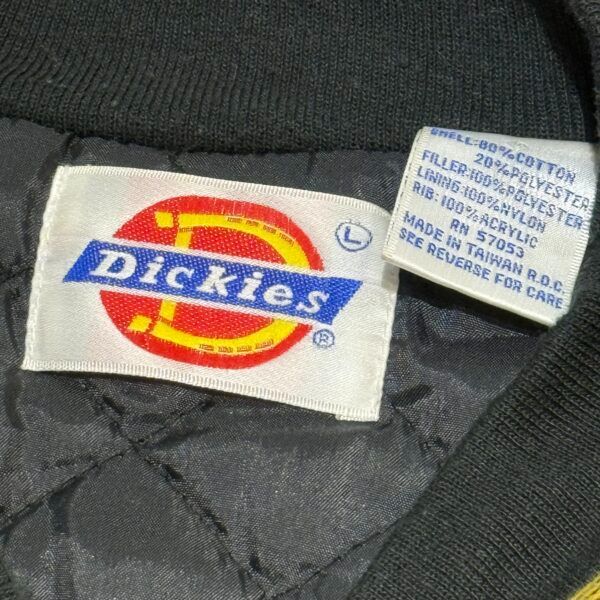 Dickies
®
L
SHELL:80%COTTON
20%POLYESTER
FILLER:100%POLYESTER
LINING:100%NYLON
RIB:100%ACRYLIC
RN 57053
MADE IN TAIWAN R.O.C.
SEE REVERSE FOR CARE